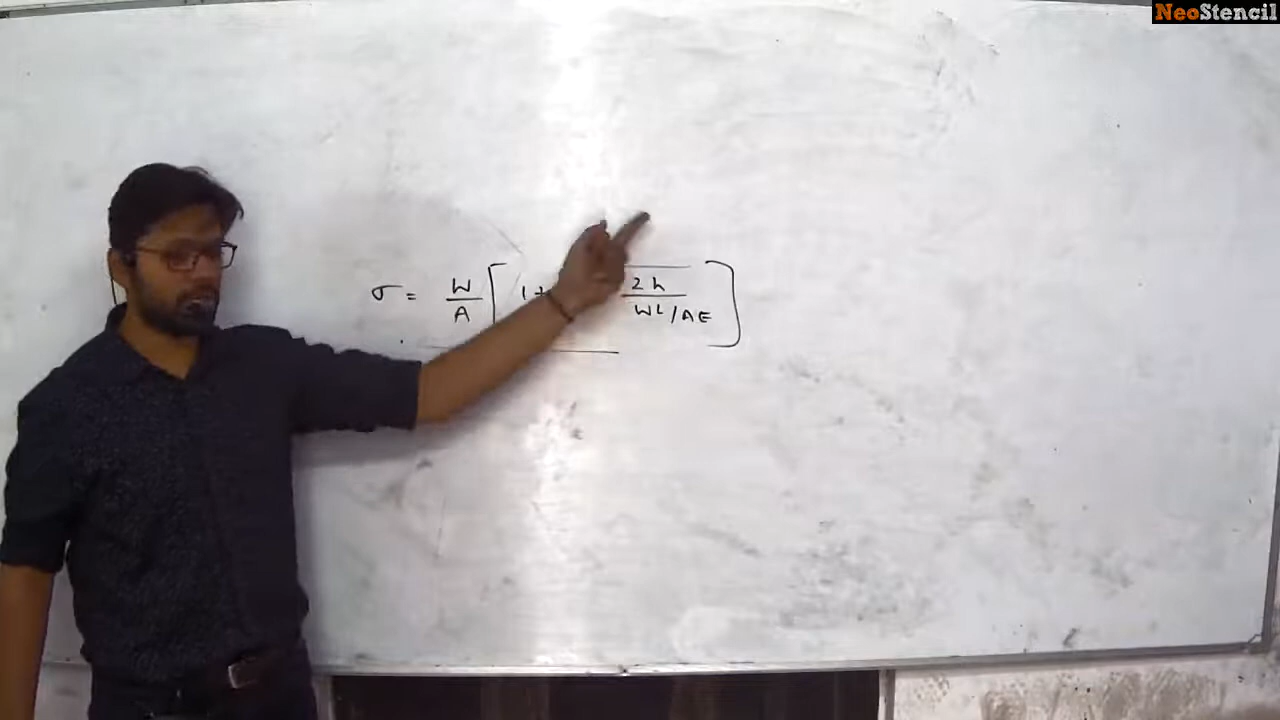 NeoStencil
σ = W/A [ 1+ 2h / WL/AE ]